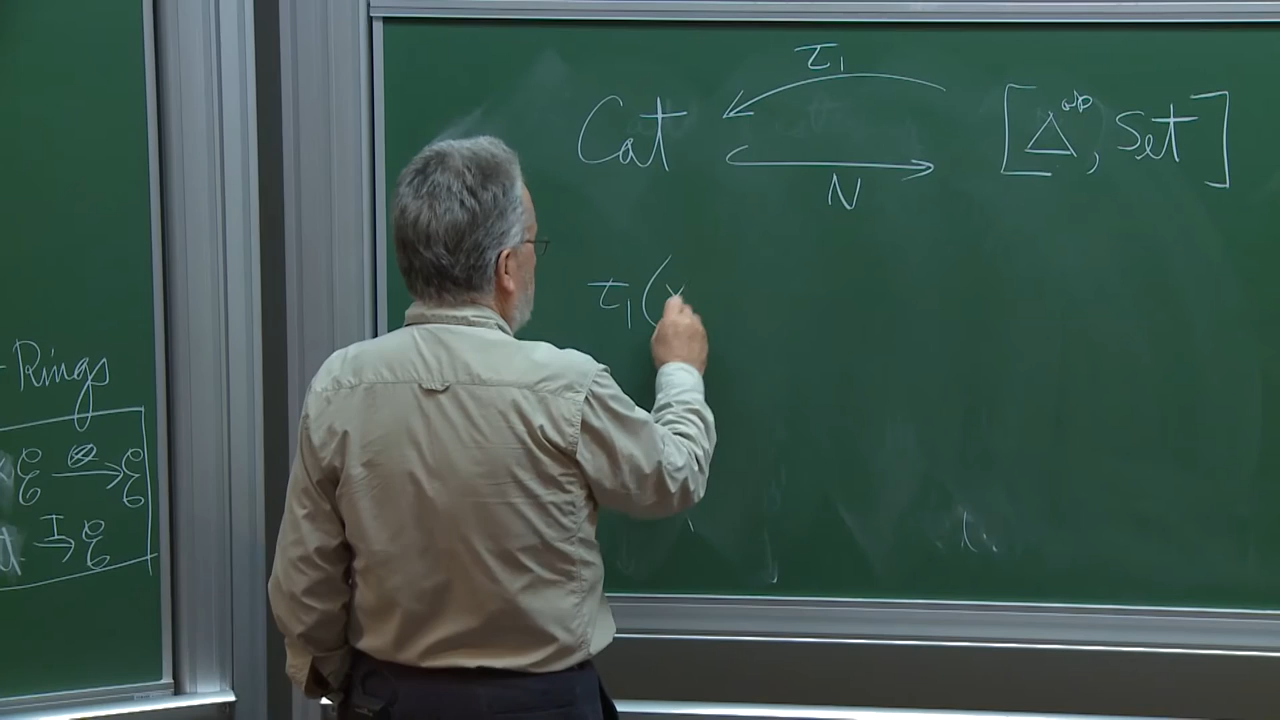 Rings
ℰ ⊗→ ℰ
I→ ℰ
τ₁
Cat [Δ^op, Set]
N
τ₁(X